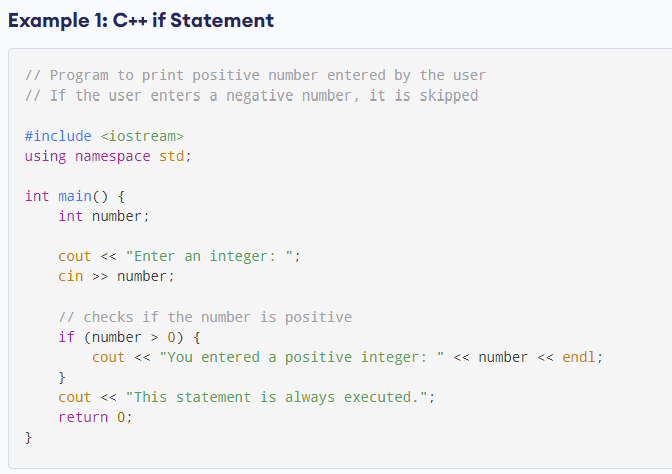 Example 1: C++ if Statement
// Program to print positive number entered by the user
// If the user enters a negative number, it is skipped
#include <iostream>
using namespace std;
int main() {
    int number;
    cout << "Enter an integer: ";
    cin >> number;
    // checks if the number is positive
    if (number > 0) {
        cout << "You entered a positive integer: " << number << endl;
    }
    cout << "This statement is always executed.";
    return 0;
}